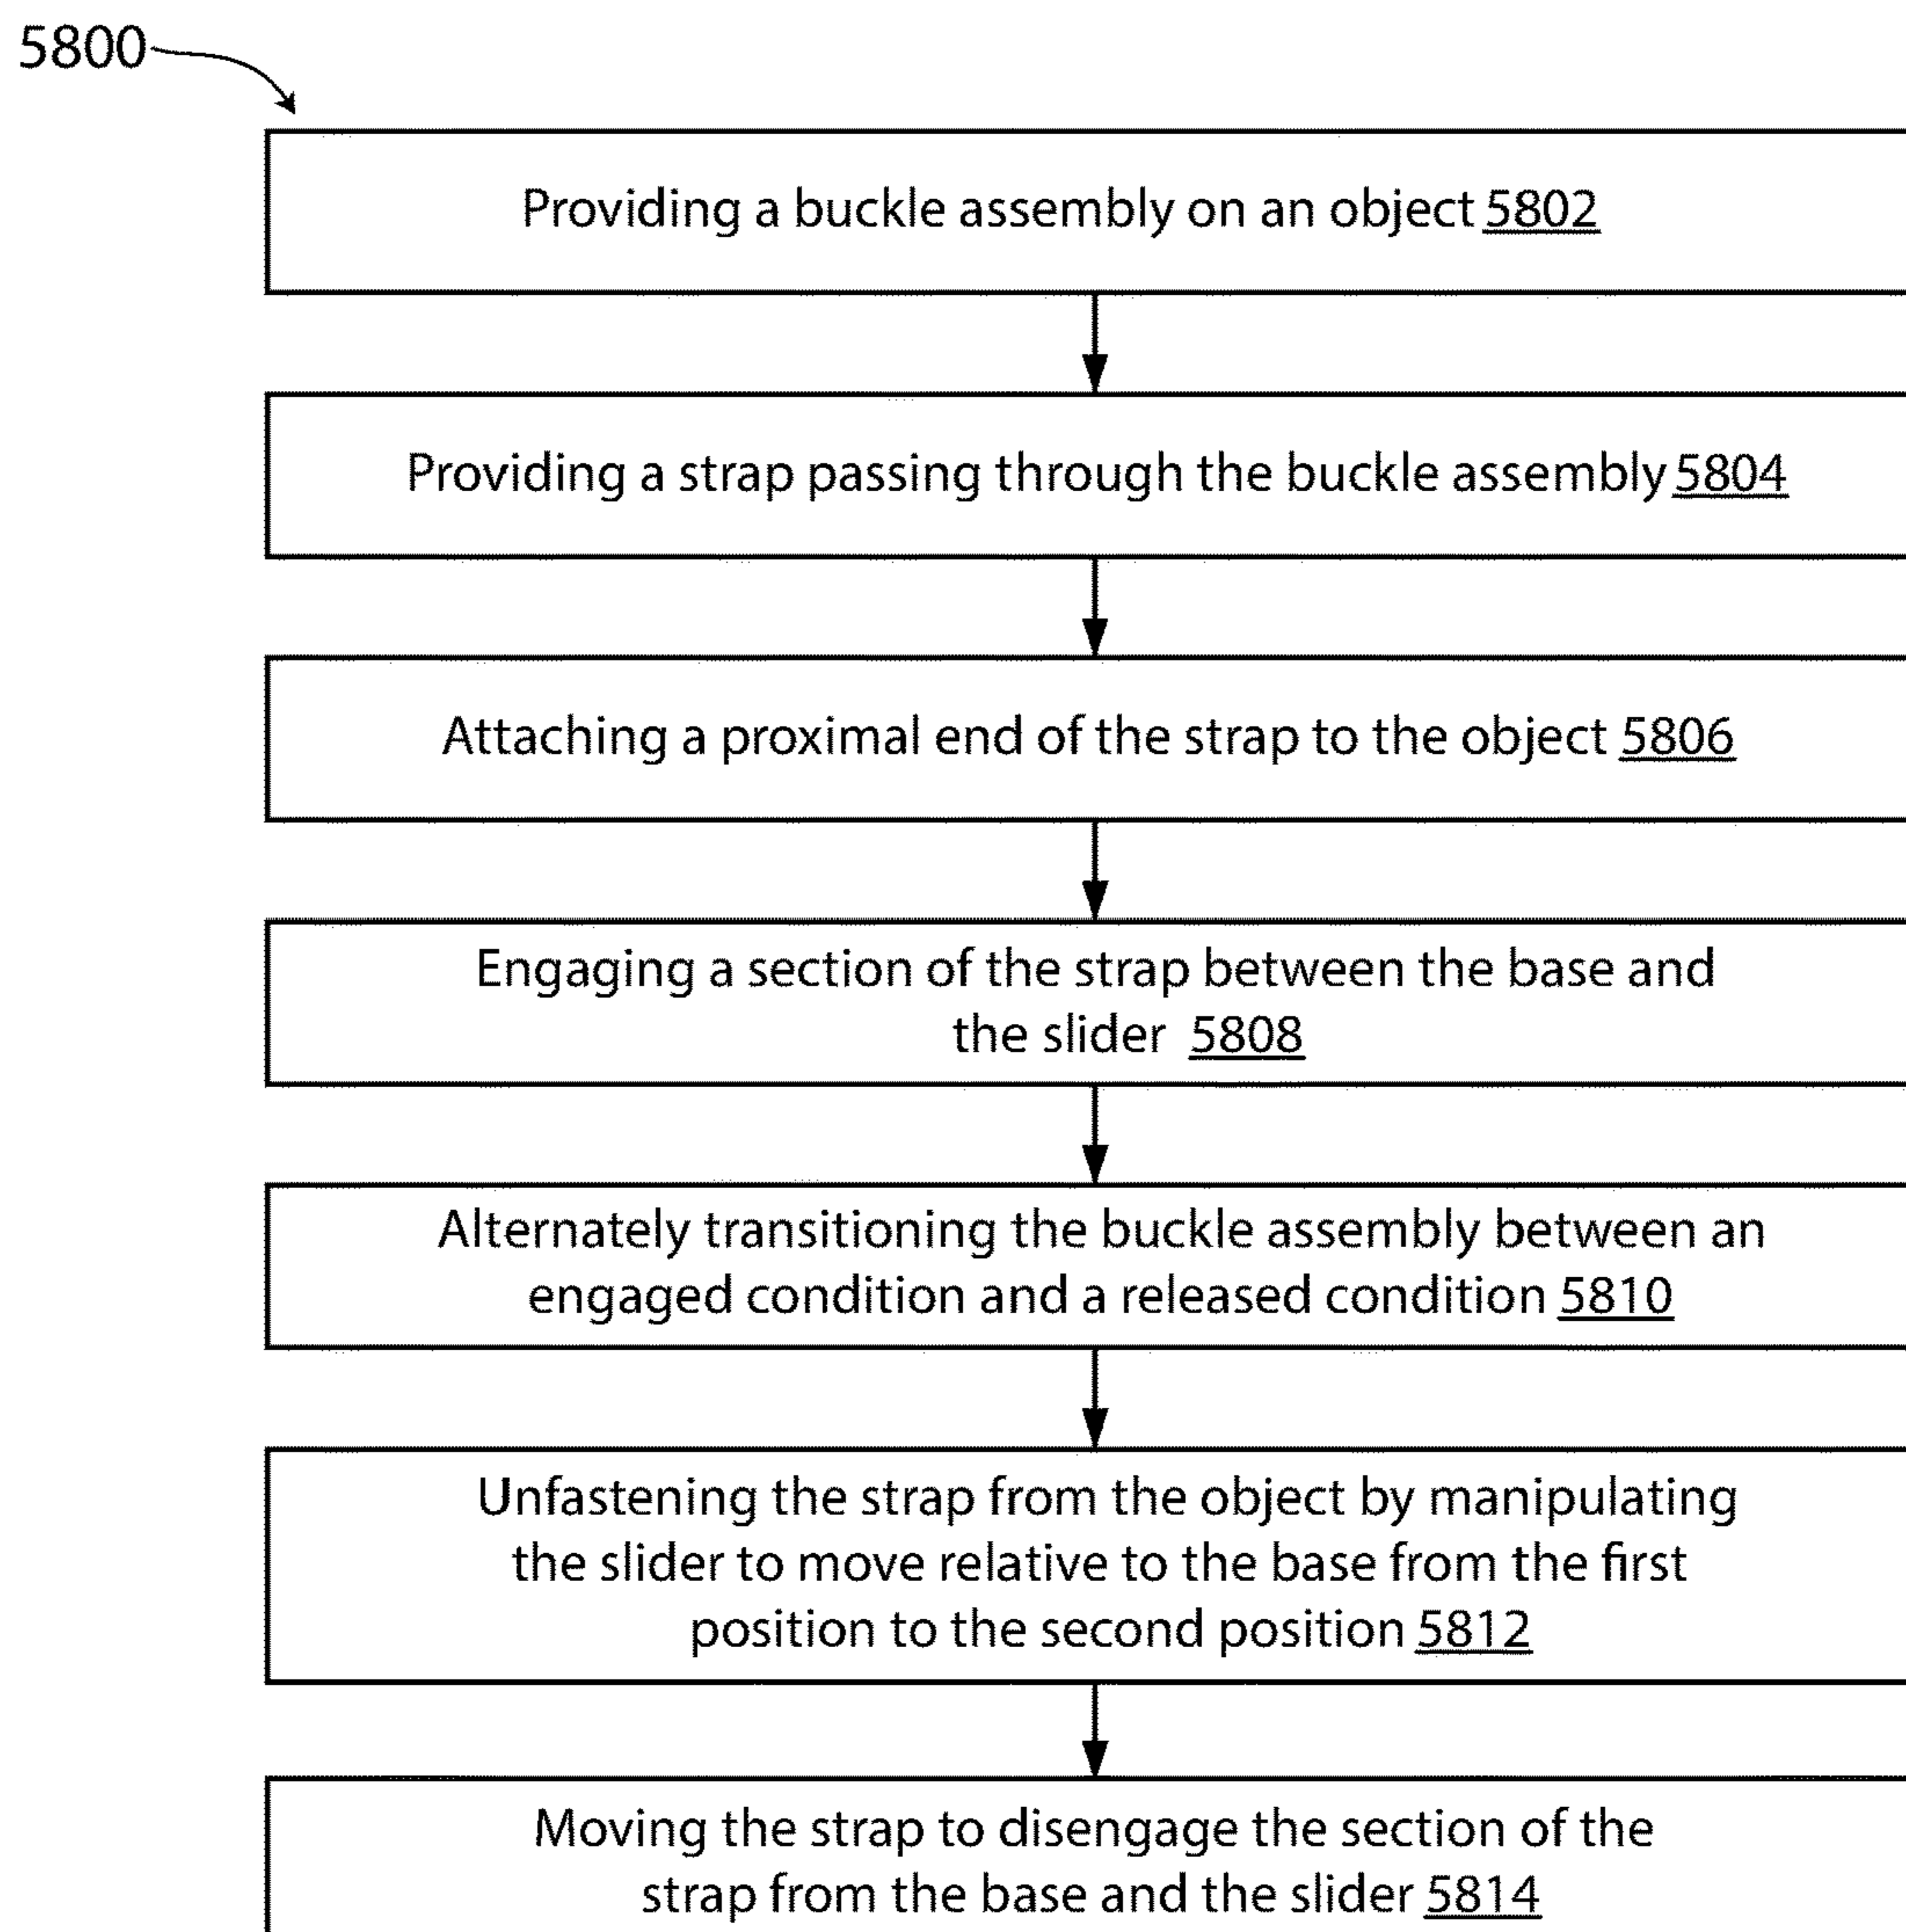 5800
Providing a buckle assembly on an object 5802
Providing a strap passing through the buckle assembly 5804
Attaching a proximal end of the strap to the object 5806
Engaging a section of the strap between the base and
the slider 5808
Alternately transitioning the buckle assembly between an
engaged condition and a released condition 5810
Unfastening the strap from the object by manipulating
the slider to move relative to the base from the first
position to the second position 5812
Moving the strap to disengage the section of the
strap from the base and the slider 5814